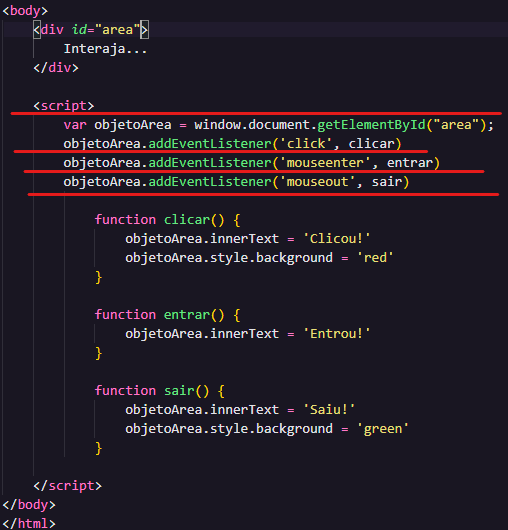 <body>
<div id="area">
Interaja...
</div>
<script>
var objetoArea = window.document.getElementById("area");
objetoArea.addEventListener('click', clicar)
objetoArea.addEventListener('mouseenter', entrar)
objetoArea.addEventListener('mouseout', sair)
function clicar() {
objetoArea.innerText = 'Clicou!'
objetoArea.style.background = 'red'
}
function entrar() {
objetoArea.innerText = 'Entrou!'
}
function sair() {
objetoArea.innerText = 'Saiu!'
objetoArea.style.background = 'green'
}
</script>
</body>
</html>